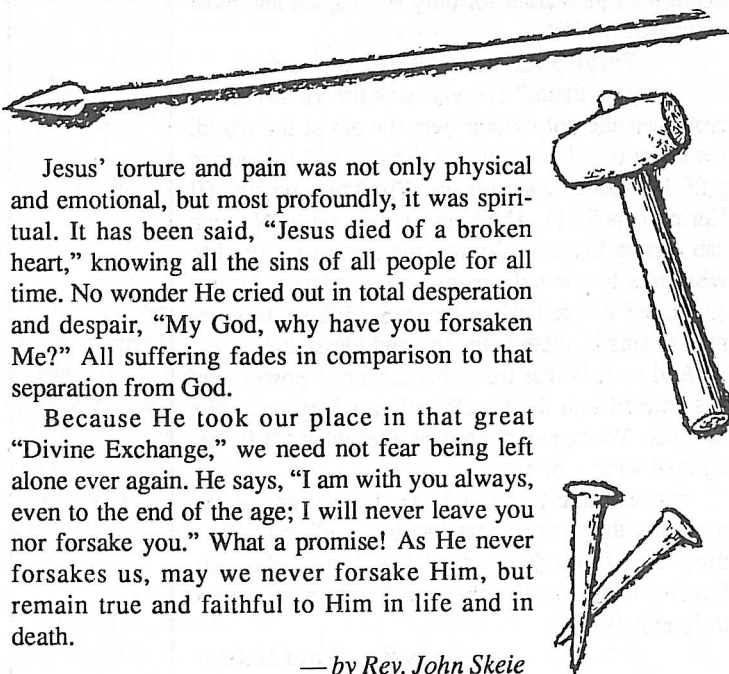 Jesus' torture and pain was not only physical
and emotional, but most profoundly, it was spiri-
tual. It has been said, “Jesus died of a broken
heart,” knowing all the sins of all people for all
time. No wonder He cried out in total desperation
and despair, “My God, why have you forsaken
Me?” All suffering fades in comparison to that
separation from God.
Because He took our place in that great
“Divine Exchange,” we need not fear being left
alone ever again. He says, “I am with you always,
even to the end of the age; I will never leave you
nor forsake you.” What a promise! As He never
forsakes us, may we never forsake Him, but
remain true and faithful to Him in life and in
death.
— by Rev. John Skeie